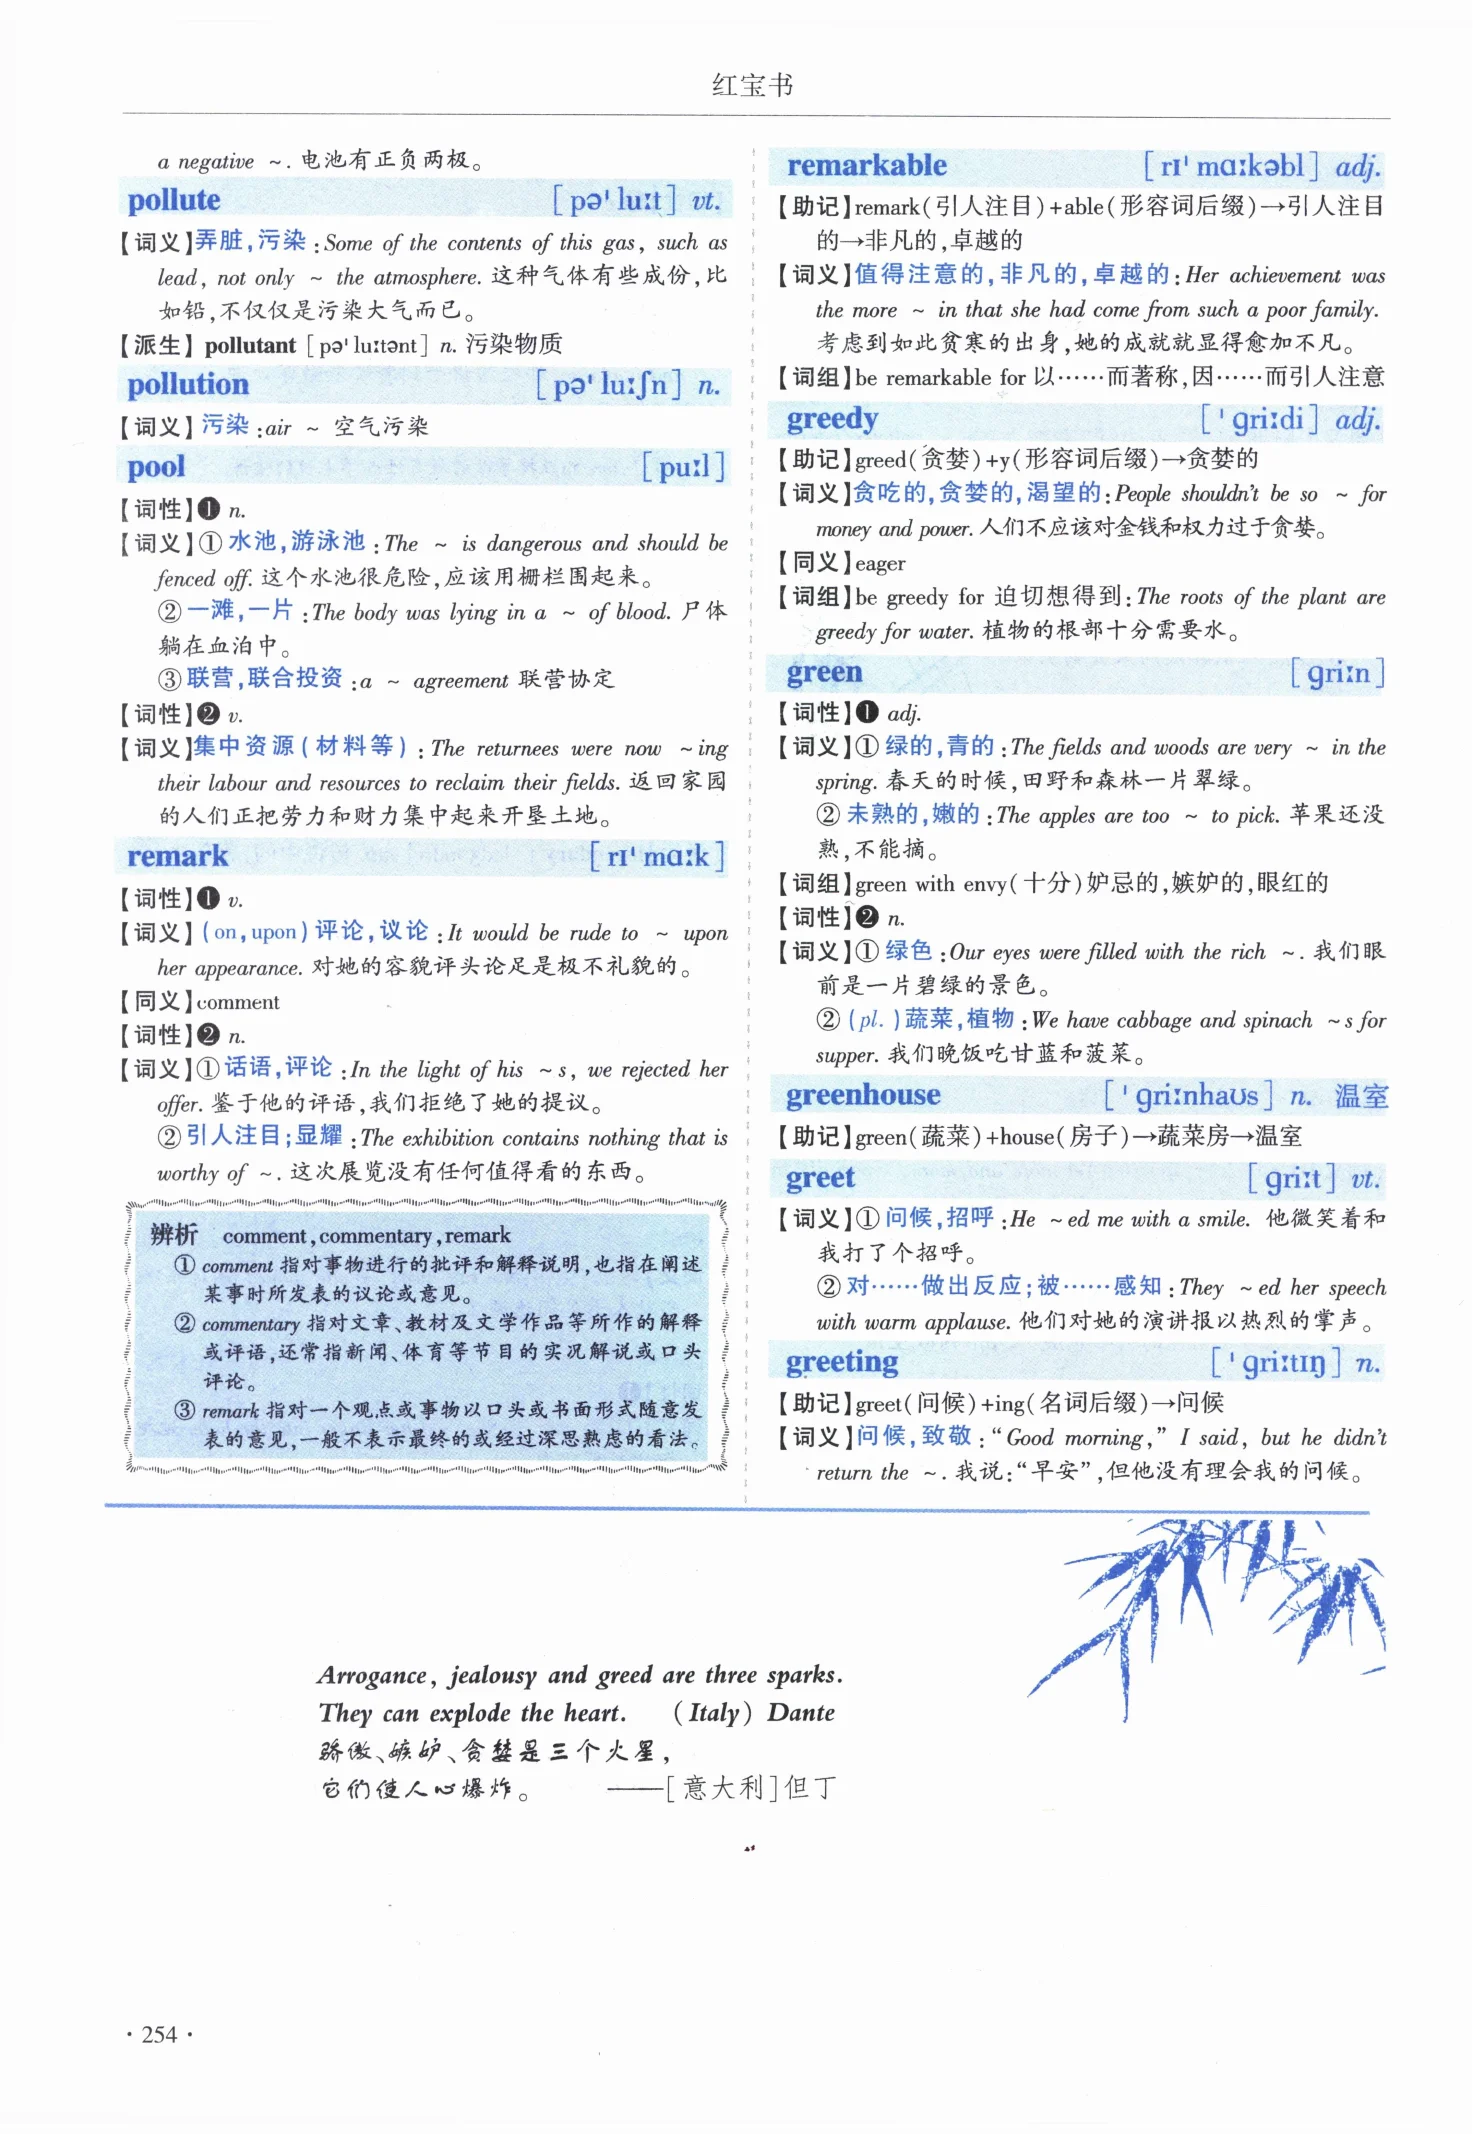 红宝书
a negative ~. 电池有正负两极。
pollute [pə'luːt] vt.
【词义】弄脏,污染:Some of the contents of this gas, such as
lead, not only ~ the atmosphere. 这种气体有些成份,比
如铅,不仅仅是污染大气而已。
【派生】pollutant [pə'luːtənt] n. 污染物质
pollution [pə'luːʃn] n.
【词义】污染:air ~ 空气污染
pool [puːl]
【词性】❶ n.
【词义】①水池,游泳池:The ~ is dangerous and should be
fenced off. 这个水池很危险,应该用栅栏围起来。
②一滩,一片:The body was lying in a ~ of blood. 尸体
躺在血泊中。
③联营,联合投资:a ~ agreement 联营协定
【词性】❷ v.
【词义】集中资源(材料等):The returnees were now ~ing
their labour and resources to reclaim their fields. 返回家园
的人们正把劳力和财力集中起来开垦土地。
remark [rɪ'mɑːk]
【词性】❶ v.
【词义】(on,upon)评论,议论:It would be rude to ~ upon
her appearance. 对她的容貌评头论足是极不礼貌的。
【同义】comment
【词性】❷ n.
【词义】①话语,评论:In the light of his ~s, we rejected her
offer. 鉴于他的评语,我们拒绝了她的提议。
②引人注目;显耀:The exhibition contains nothing that is
worthy of ~. 这次展览没有任何值得看的东西。
辨析 comment,commentary,remark
①comment 指对事物进行的批评和解释说明,也指在阐述
某事时所发表的议论或意见。
②commentary 指对文章、教材及文学作品等所作的解释
或评语,还常指新闻、体育等节目的实况解说或口头
评论。
③remark 指对一个观点或事物以口头或书面形式随意发
表的意见,一般不表示最终的或经过深思熟虑的看法。
remarkable [rɪ'mɑːkəbl] adj.
【助记】remark(引人注目)+able(形容词后缀)→引人注目
的→非凡的,卓越的
【词义】值得注意的,非凡的,卓越的:Her achievement was
the more ~ in that she had come from such a poor family.
考虑到如此贫寒的出身,她的成就就显得愈加不凡。
【词组】be remarkable for 以……而著称,因……而引人注意
greedy ['griːdi] adj.
【助记】greed(贪婪)+y(形容词后缀)→贪婪的
【词义】贪吃的,贪婪的,渴望的:People shouldn't be so ~ for
money and power. 人们不应该对金钱和权力过于贪婪。
【同义】eager
【词组】be greedy for 迫切想得到:The roots of the plant are
greedy for water. 植物的根部十分需要水。
green [griːn]
【词性】❶ adj.
【词义】①绿的,青的:The fields and woods are very ~ in the
spring. 春天的时候,田野和森林一片翠绿。
②未熟的,嫩的:The apples are too ~ to pick. 苹果还没
熟,不能摘。
【词组】green with envy(十分)妒忌的,嫉妒的,眼红的
【词性】❷ n.
【词义】①绿色:Our eyes were filled with the rich ~. 我们眼
前是一片碧绿的景色。
②(pl.)蔬菜,植物:We have cabbage and spinach ~s for
supper. 我们晚饭吃甘蓝和菠菜。
greenhouse ['griːnhaʊs] n. 温室
【助记】green(蔬菜)+house(房子)→蔬菜房→温室
greet [griːt] vt.
【词义】①问候,招呼:He ~ed me with a smile. 他微笑着和
我打了个招呼。
②对……做出反应;被……感知:They ~ed her speech
with warm applause. 他们对她的演讲报以热烈的掌声。
greeting ['griːtɪŋ] n.
【助记】greet(问候)+ing(名词后缀)→问候
【词义】问候,致敬:“Good morning,” I said, but he didn't
return the ~. 我说:“早安”,但他没有理会我的问候。
Arrogance, jealousy and greed are three sparks.
They can explode the heart. (Italy) Dante
骄傲、嫉妒、贪婪是三个火星,
它们使人心爆炸。 ——[意大利]但丁
·254·